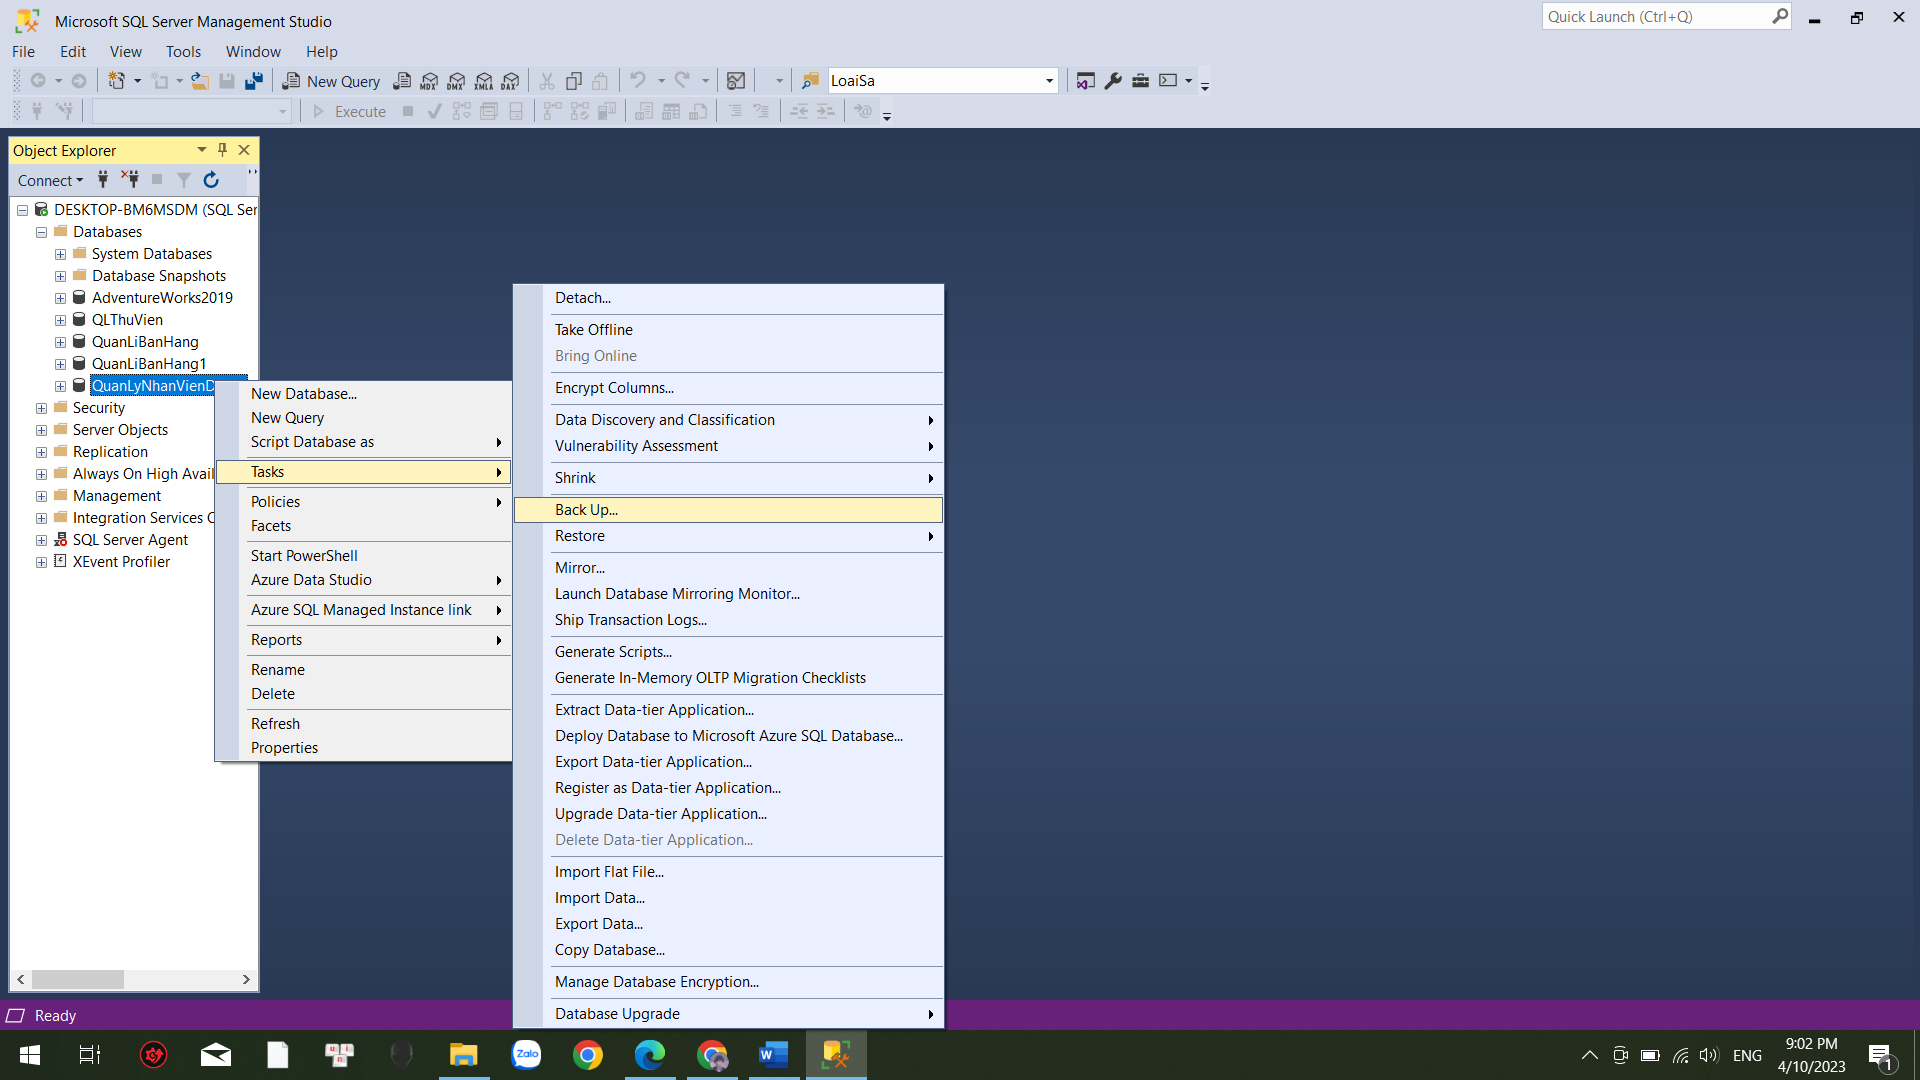 Microsoft SQL Server Management Studio
Quick Launch (Ctrl+Q)
File Edit View Tools Window Help
New Query
MDX DMX XMLA DAX
LoaiSa
Execute
Object Explorer
Connect
DESKTOP-BM6MSDM (SQL Ser
Databases
System Databases
Database Snapshots
AdventureWorks2019
QLThuVien
QuanLiBanHang
QuanLiBanHang1
QuanLyNhanVienD
Security
Server Objects
Replication
Always On High Avail
Management
Integration Services C
SQL Server Agent
XEvent Profiler
New Database...
New Query
Script Database as
Tasks
Policies
Facets
Start PowerShell
Azure Data Studio
Azure SQL Managed Instance link
Reports
Rename
Delete
Refresh
Properties
Detach...
Take Offline
Bring Online
Encrypt Columns...
Data Discovery and Classification
Vulnerability Assessment
Shrink
Back Up...
Restore
Mirror...
Launch Database Mirroring Monitor...
Ship Transaction Logs...
Generate Scripts...
Generate In-Memory OLTP Migration Checklists
Extract Data-tier Application...
Deploy Database to Microsoft Azure SQL Database...
Export Data-tier Application...
Register as Data-tier Application...
Upgrade Data-tier Application...
Delete Data-tier Application...
Import Flat File...
Import Data...
Export Data...
Copy Database...
Manage Database Encryption...
Database Upgrade
Ready
Zalo
ENG
9:02 PM
4/10/2023
1